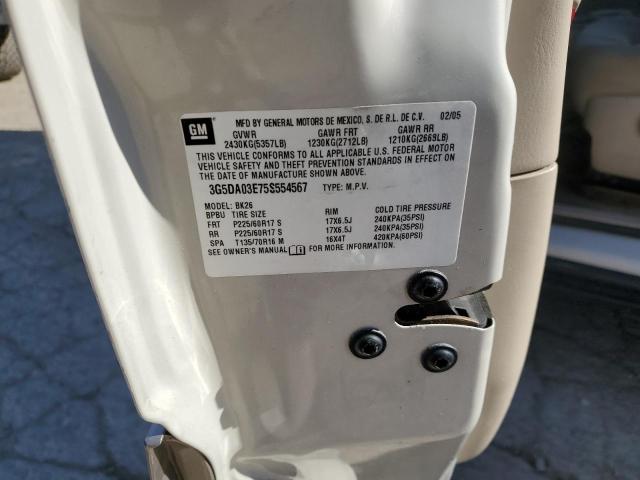 GM
MFD BY GENERAL MOTORS DE MEXICO, S. DE R.L. DE C.V. 02/05
GVWR GAWR FRT GAWR RR
2430KG(5357LB) 1230KG(2712LB) 1210KG(2669LB)
THIS VEHICLE CONFORMS TO ALL APPLICABLE U.S. FEDERAL MOTOR
VEHICLE SAFETY AND THEFT PREVENTION STANDARDS IN EFFECT ON
THE DATE OF MANUFACTURE SHOWN ABOVE.
3G5DA03E75S554567 TYPE: M.P.V.
MODEL: BK26
BPBU TIRE SIZE RIM COLD TIRE PRESSURE
FRT P225/60R17 S 17X6.5J 240KPA(35PSI)
RR P225/60R17 S 17X6.5J 240KPA(35PSI)
SPA T135/70R16 M 16X4T 420KPA(60PSI)
SEE OWNER'S MANUAL FOR MORE INFORMATION.